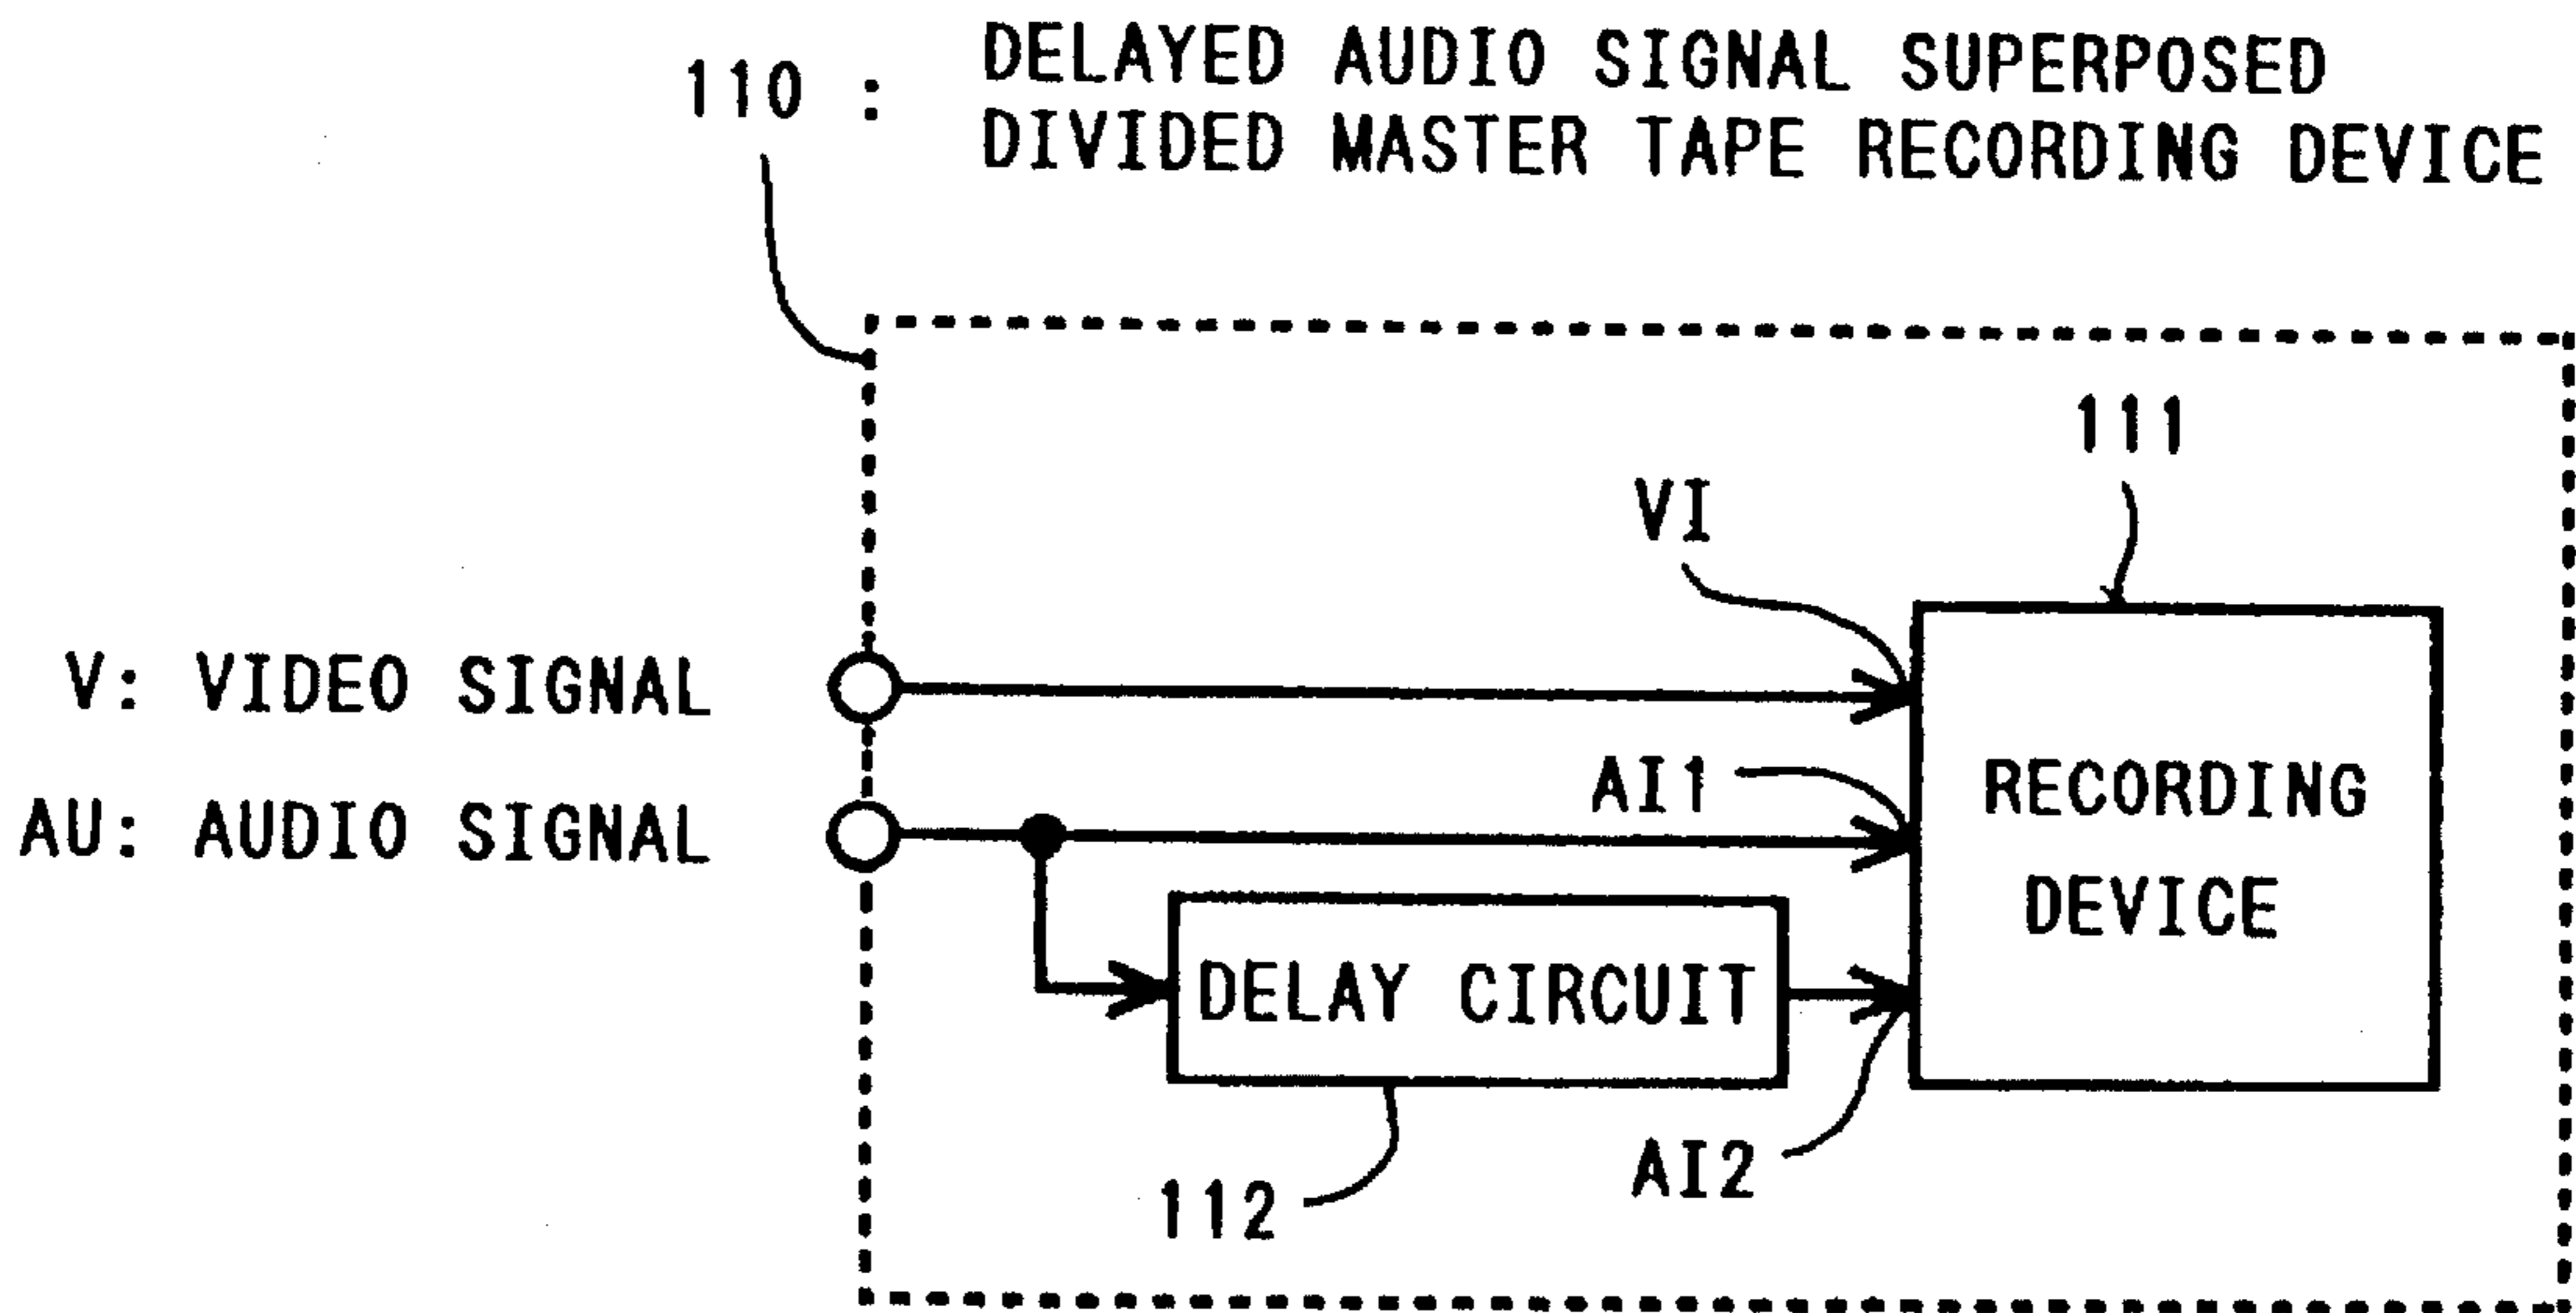 110 : DELAYED AUDIO SIGNAL SUPERPOSED
DIVIDED MASTER TAPE RECORDING DEVICE
111
VI
V: VIDEO SIGNAL
AI1
RECORDING
DEVICE
AU: AUDIO SIGNAL
DELAY CIRCUIT
AI2
112